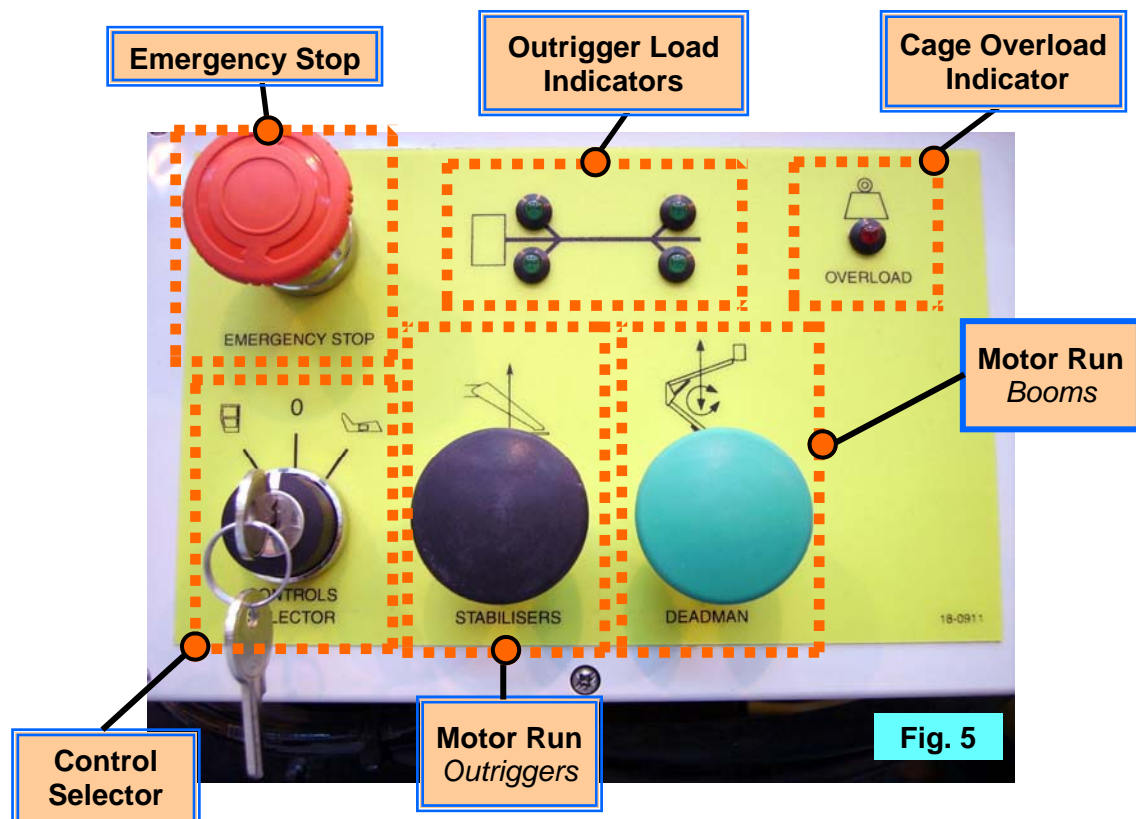 Emergency Stop
Outrigger Load
Indicators
Cage Overload
Indicator
OVERLOAD
EMERGENCY STOP
Motor Run
Booms
0
CONTROLS
SELECTOR
STABILISERS
DEADMAN
18-0911
Control
Selector
Motor Run
Outriggers
Fig. 5